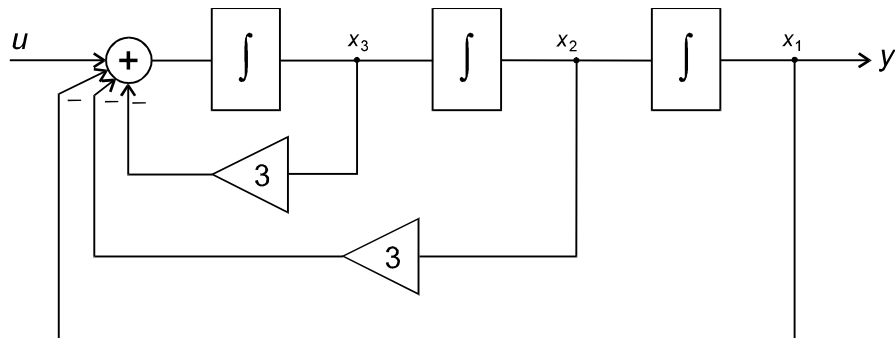 u + ∫ x₃ ∫ x₂ ∫ x₁ y
− − −
3
3